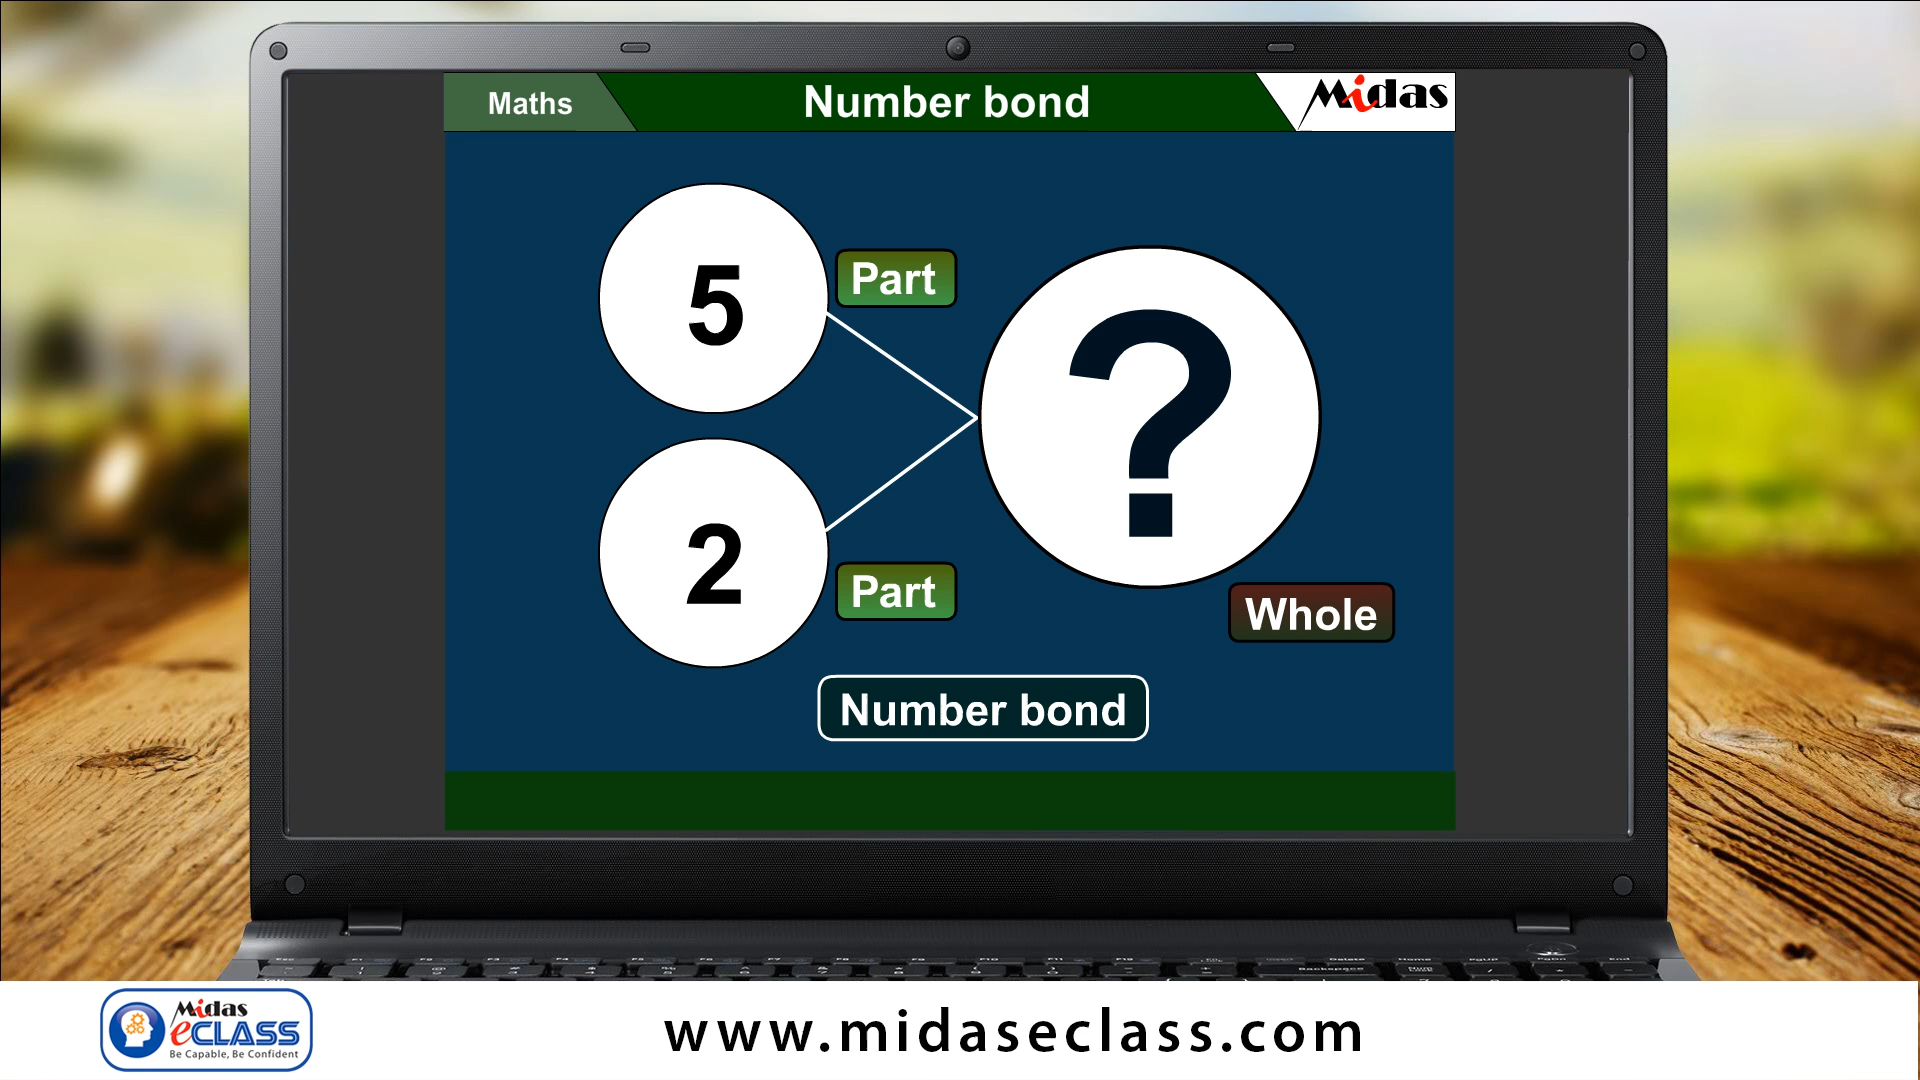 Maths
Number bond
Midas
5
Part
?
2
Part
Whole
Number bond
Midas
eCLASS
Be Capable, Be Confident
www.midaseclass.com